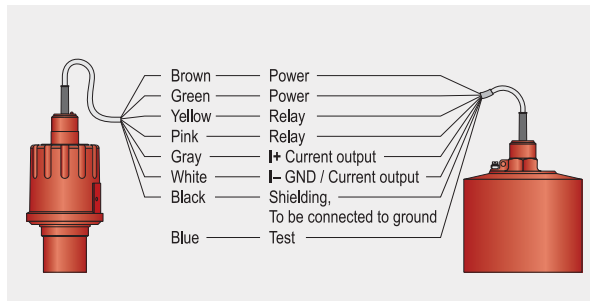 Brown Power
Green Power
Yellow Relay
Pink Relay
Gray I+ Current output
White I– GND / Current output
Black Shielding,
To be connected to ground
Blue Test